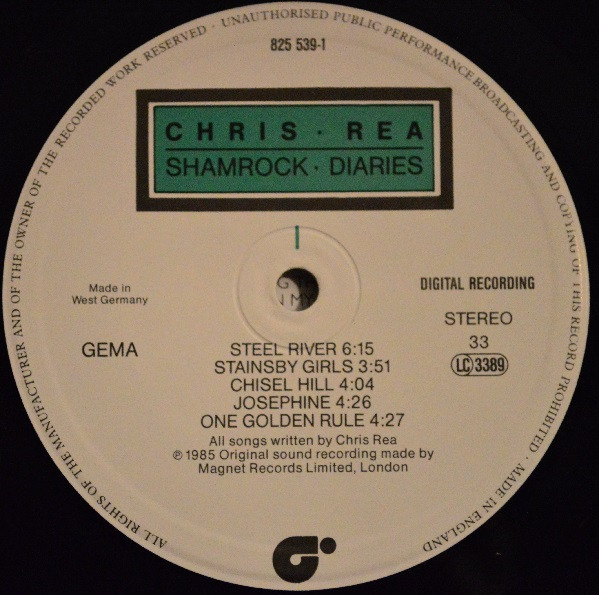 ALL RIGHTS OF THE MANUFACTURER AND OF THE OWNER OF THE RECORDED WORK RESERVED · UNAUTHORISED PUBLIC PERFORMANCE BROADCASTING AND COPYING OF THIS RECORD PROHIBITED · MADE IN ENGLAND
825 539-1
CHRIS · REA
SHAMROCK · DIARIES
Made in
West Germany
DIGITAL RECORDING
STEREO
33
LC 3389
GEMA
STEEL RIVER 6:15
STAINSBY GIRLS 3:51
CHISEL HILL 4:04
JOSEPHINE 4:26
ONE GOLDEN RULE 4:27
All songs written by Chris Rea
℗ 1985 Original sound recording made by
Magnet Records Limited, London